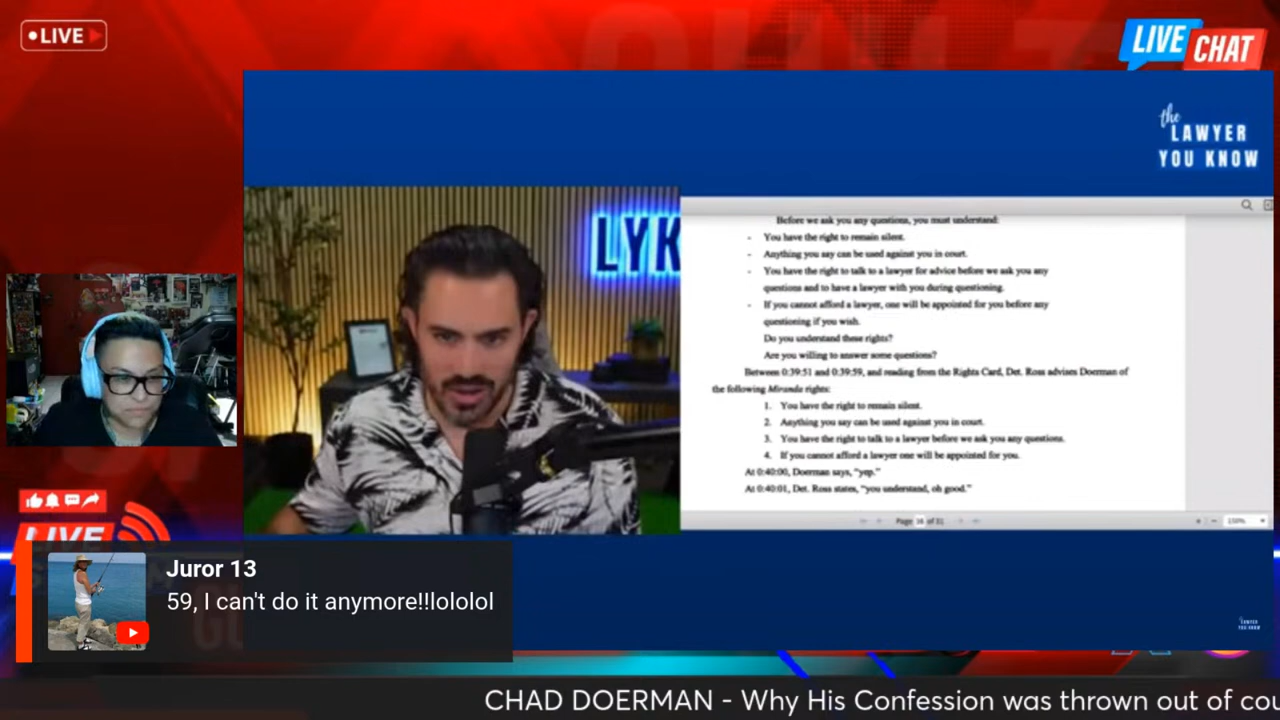 LIVE
LIVE CHAT
the
LAWYER
YOU KNOW
LYK
Before we ask you any questions, you must understand:
- You have the right to remain silent.
- Anything you say can be used against you in court.
- You have the right to talk to a lawyer for advice before we ask you any
questions and to have a lawyer with you during questioning.
- If you cannot afford a lawyer, one will be appointed for you before any
questioning if you wish.
Do you understand these rights?
Are you willing to answer some questions?
Between 0:39:51 and 0:39:59, and reading from the Rights Card, Det. Ross advises Doerman of
the following Miranda rights:
1. You have the right to remain silent.
2. Anything you say can be used against you in court.
3. You have the right to talk to a lawyer before we ask you any questions.
4. If you cannot afford a lawyer one will be appointed for you.
At 0:40:00, Doerman says, “yep.”
At 0:40:01, Det. Ross states, “you understand, oh good.”
Page 16 of 31
150%
LIVE
Juror 13
59, I can't do it anymore!!lololol
LAWYER
YOU KNOW
CHAD DOERMAN - Why His Confession was thrown out of cou